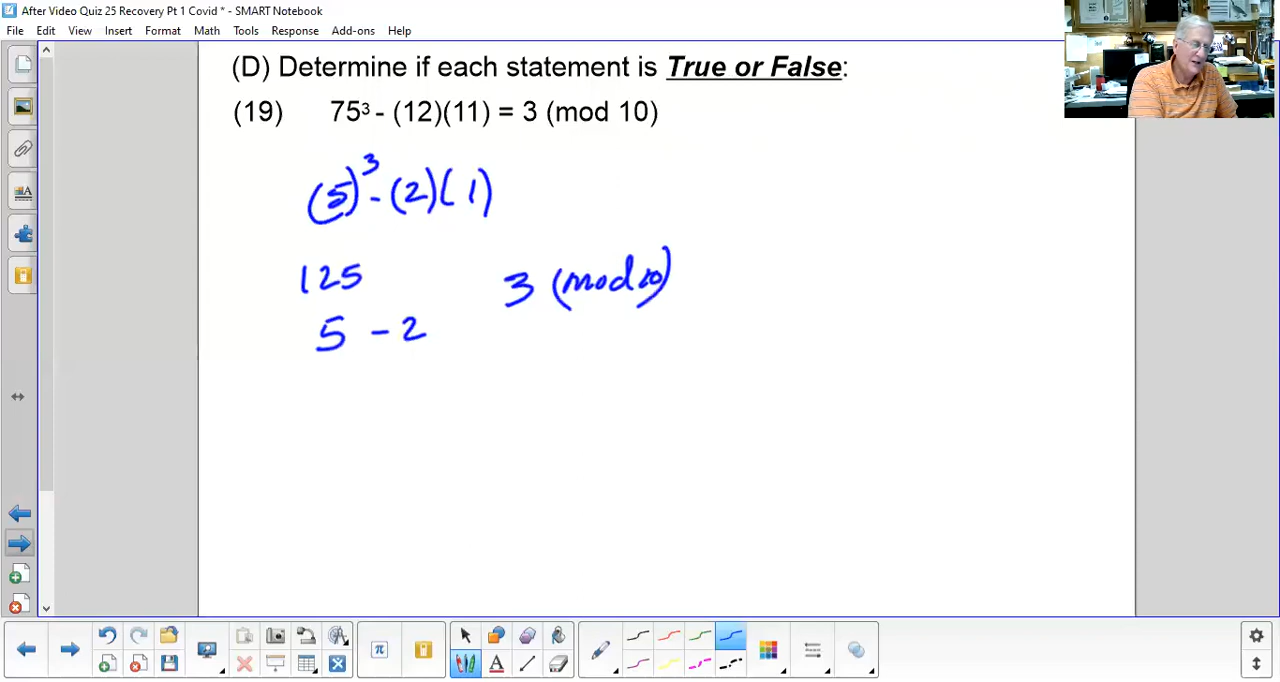 After Video Quiz 25 Recovery Pt 1 Covid * - SMART Notebook
File Edit View Insert Format Math Tools Response Add-ons Help
(D) Determine if each statement is True or False:
(19) 75³ - (12)(11) = 3 (mod 10)
(5)³ - (2)(1)
125
3 (mod 10)
5 - 2